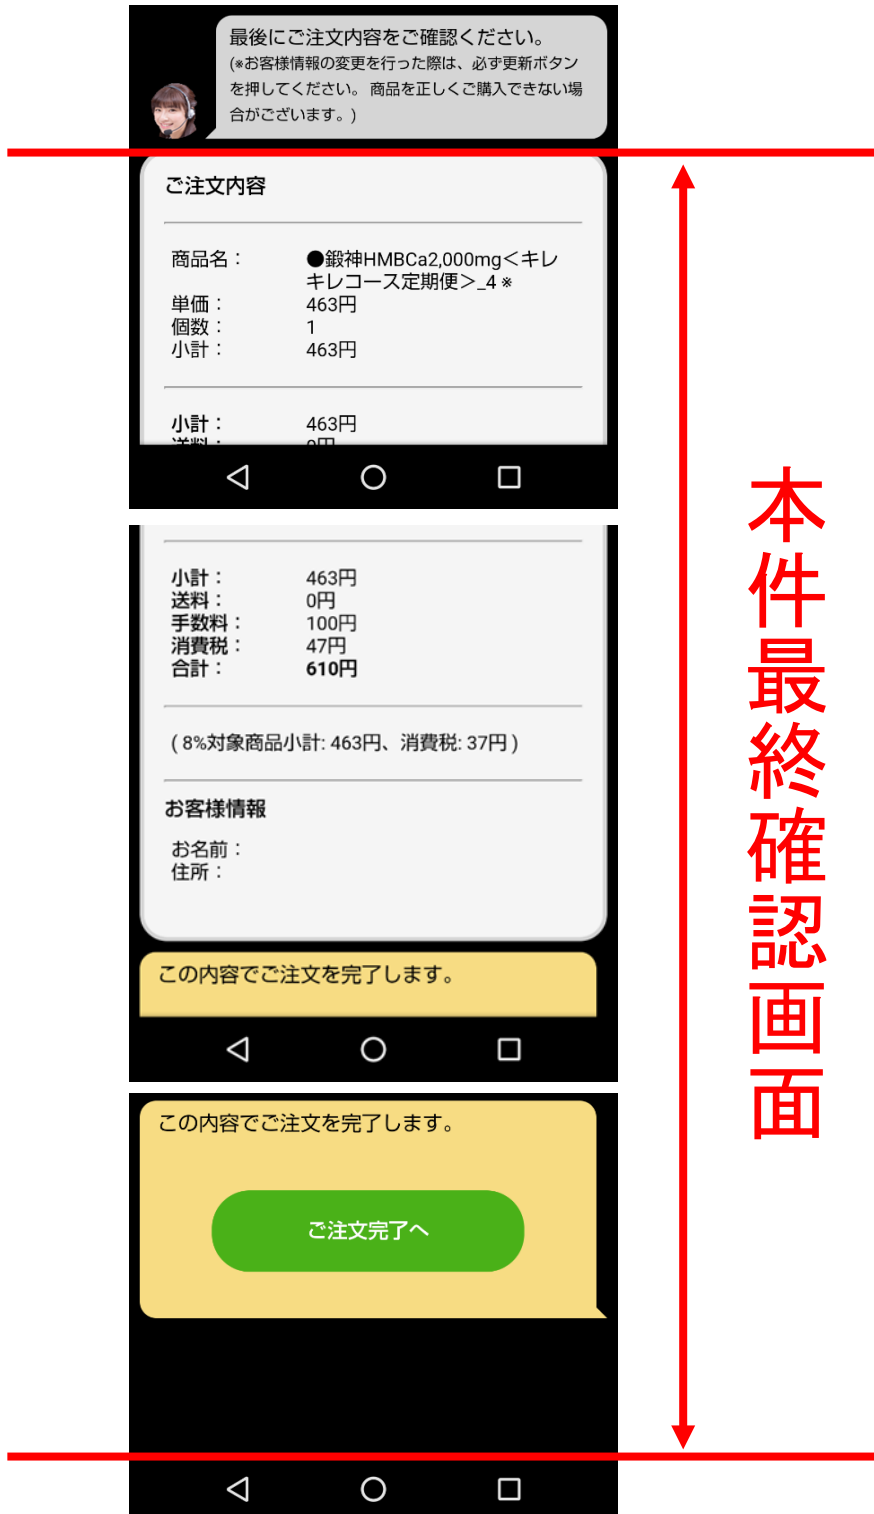 最後にご注文内容をご確認ください。
(※お客様情報の変更を行った際は、必ず更新ボタン
を押してください。 商品を正しくご購入できない場
合がございます。)
ご注文内容
商品名： ●鍛神HMBCa2,000mg＜キレ
キレコース定期便＞_4 ※
単価： 463円
個数： 1
小計： 463円
小計： 463円
送料： 0円
小計： 463円
送料： 0円
手数料： 100円
消費税： 47円
合計： 610円
( 8%対象商品小計: 463円、消費税: 37円 )
お客様情報
お名前：
住所：
この内容でご注文を完了します。
この内容でご注文を完了します。
ご注文完了へ
本件最終確認画面